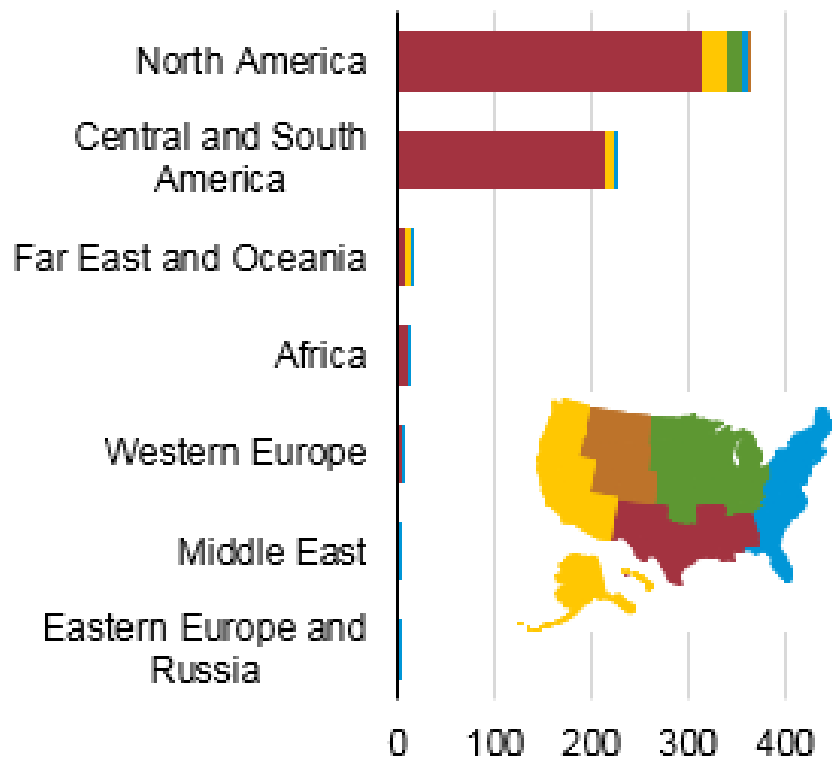 North America
Central and South
America
Far East and Oceania
Africa
Western Europe
Middle East
Eastern Europe and
Russia
0 100 200 300 400